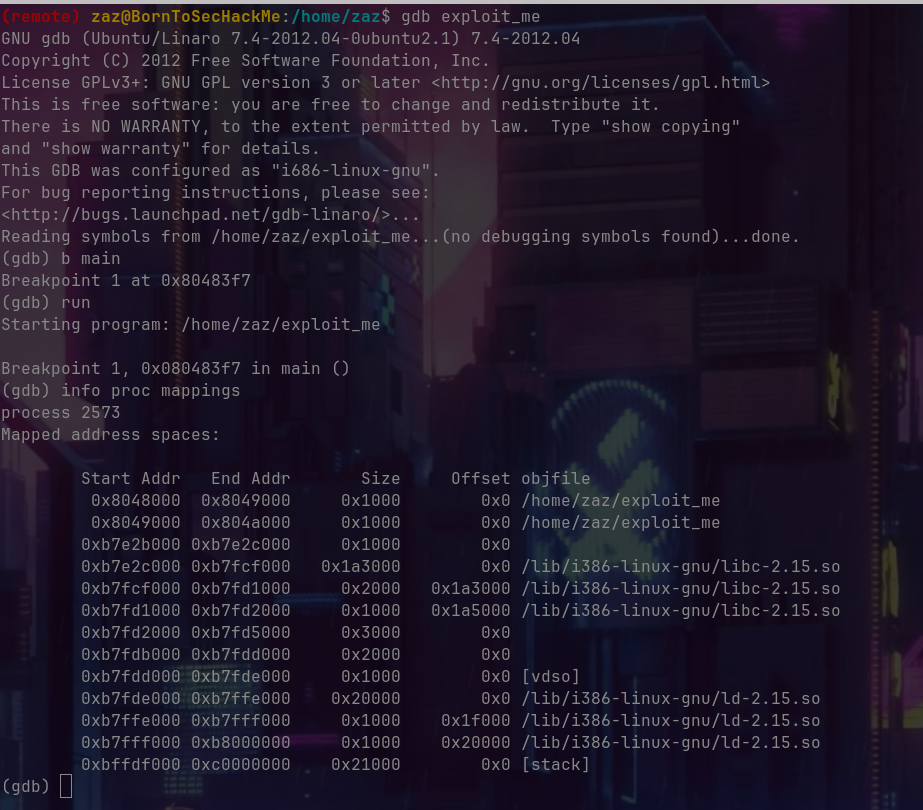 (remote) zaz@BornToSecHackMe:/home/zaz$ gdb exploit_me
GNU gdb (Ubuntu/Linaro 7.4-2012.04-0ubuntu2.1) 7.4-2012.04
Copyright (C) 2012 Free Software Foundation, Inc.
License GPLv3+: GNU GPL version 3 or later <http://gnu.org/licenses/gpl.html>
This is free software: you are free to change and redistribute it.
There is NO WARRANTY, to the extent permitted by law.  Type "show copying"
and "show warranty" for details.
This GDB was configured as "i686-linux-gnu".
For bug reporting instructions, please see:
<http://bugs.launchpad.net/gdb-linaro/>...
Reading symbols from /home/zaz/exploit_me...(no debugging symbols found)...done.
(gdb) b main
Breakpoint 1 at 0x80483f7
(gdb) run
Starting program: /home/zaz/exploit_me
Breakpoint 1, 0x080483f7 in main ()
(gdb) info proc mappings
process 2573
Mapped address spaces:
Start Addr   End Addr       Size     Offset objfile
0x8048000  0x8049000     0x1000        0x0 /home/zaz/exploit_me
0x8049000  0x804a000     0x1000        0x0 /home/zaz/exploit_me
0xb7e2b000 0xb7e2c000     0x1000        0x0
0xb7e2c000 0xb7fcf000   0x1a3000        0x0 /lib/i386-linux-gnu/libc-2.15.so
0xb7fcf000 0xb7fd1000     0x2000   0x1a3000 /lib/i386-linux-gnu/libc-2.15.so
0xb7fd1000 0xb7fd2000     0x1000   0x1a5000 /lib/i386-linux-gnu/libc-2.15.so
0xb7fd2000 0xb7fd5000     0x3000        0x0
0xb7fdb000 0xb7fdd000     0x2000        0x0
0xb7fdd000 0xb7fde000     0x1000        0x0 [vdso]
0xb7fde000 0xb7ffe000    0x20000        0x0 /lib/i386-linux-gnu/ld-2.15.so
0xb7ffe000 0xb7fff000     0x1000    0x1f000 /lib/i386-linux-gnu/ld-2.15.so
0xb7fff000 0xb8000000     0x1000    0x20000 /lib/i386-linux-gnu/ld-2.15.so
0xbffdf000 0xc0000000    0x21000        0x0 [stack]
(gdb)